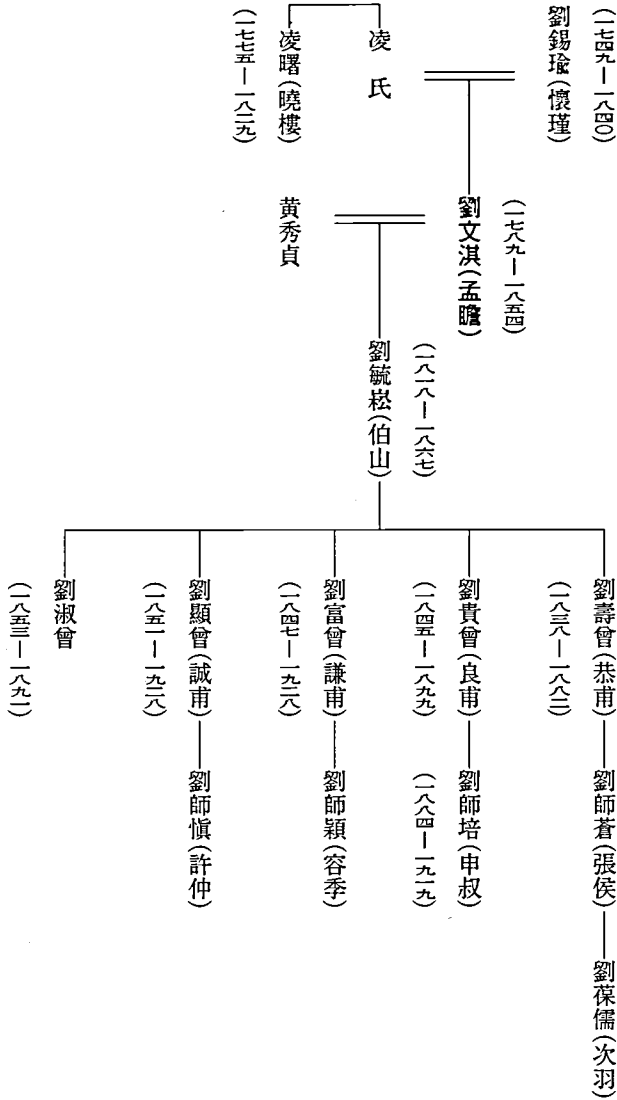 (一七四九―一八四〇)
劉錫瑜(懷瑾)
凌氏
凌曙(曉樓)
(一七七五―一八二九)
(一七八九―一八五四)
劉文淇(孟瞻)
黃秀貞
(一八一八―一八六七)
劉毓崧(伯山)
劉壽曾(恭甫)
(一八三八―一八八二)
劉貴曾(良甫)
(一八四五―一八九九)
劉富曾(謙甫)
(一八四七―一九二八)
劉顯曾(誠甫)
(一八五一―一九二八)
劉淑曾
(一八五三―一八九一)
劉師蒼(張侯)
劉師培(申叔)
(一八八四―一九一九)
劉師穎(容季)
劉師慎(許仲)
劉葆儒(次羽)